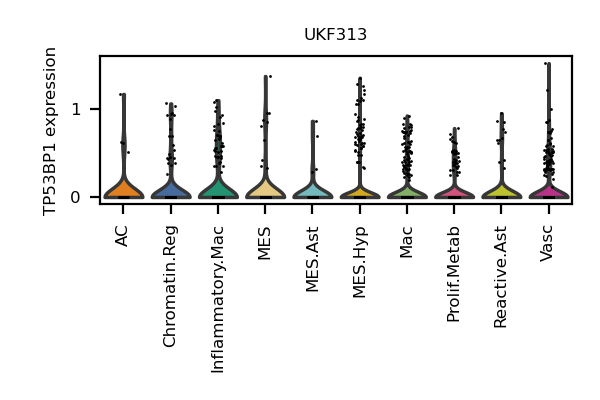 UKF313
TP53BP1 expression
1
0
AC
Chromatin.Reg
Inflammatory.Mac
MES
MES.Ast
MES.Hyp
Mac
Prolif.Metab
Reactive.Ast
Vasc